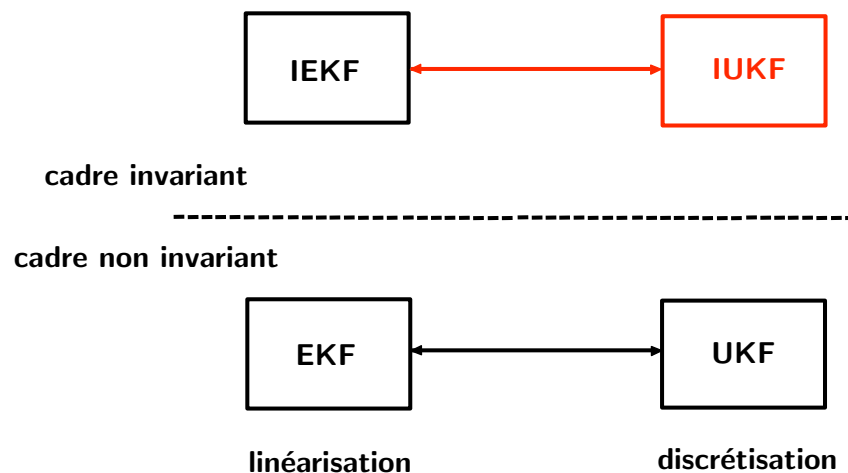 IEKF
IUKF
cadre invariant
cadre non invariant
EKF
UKF
linéarisation
discrétisation